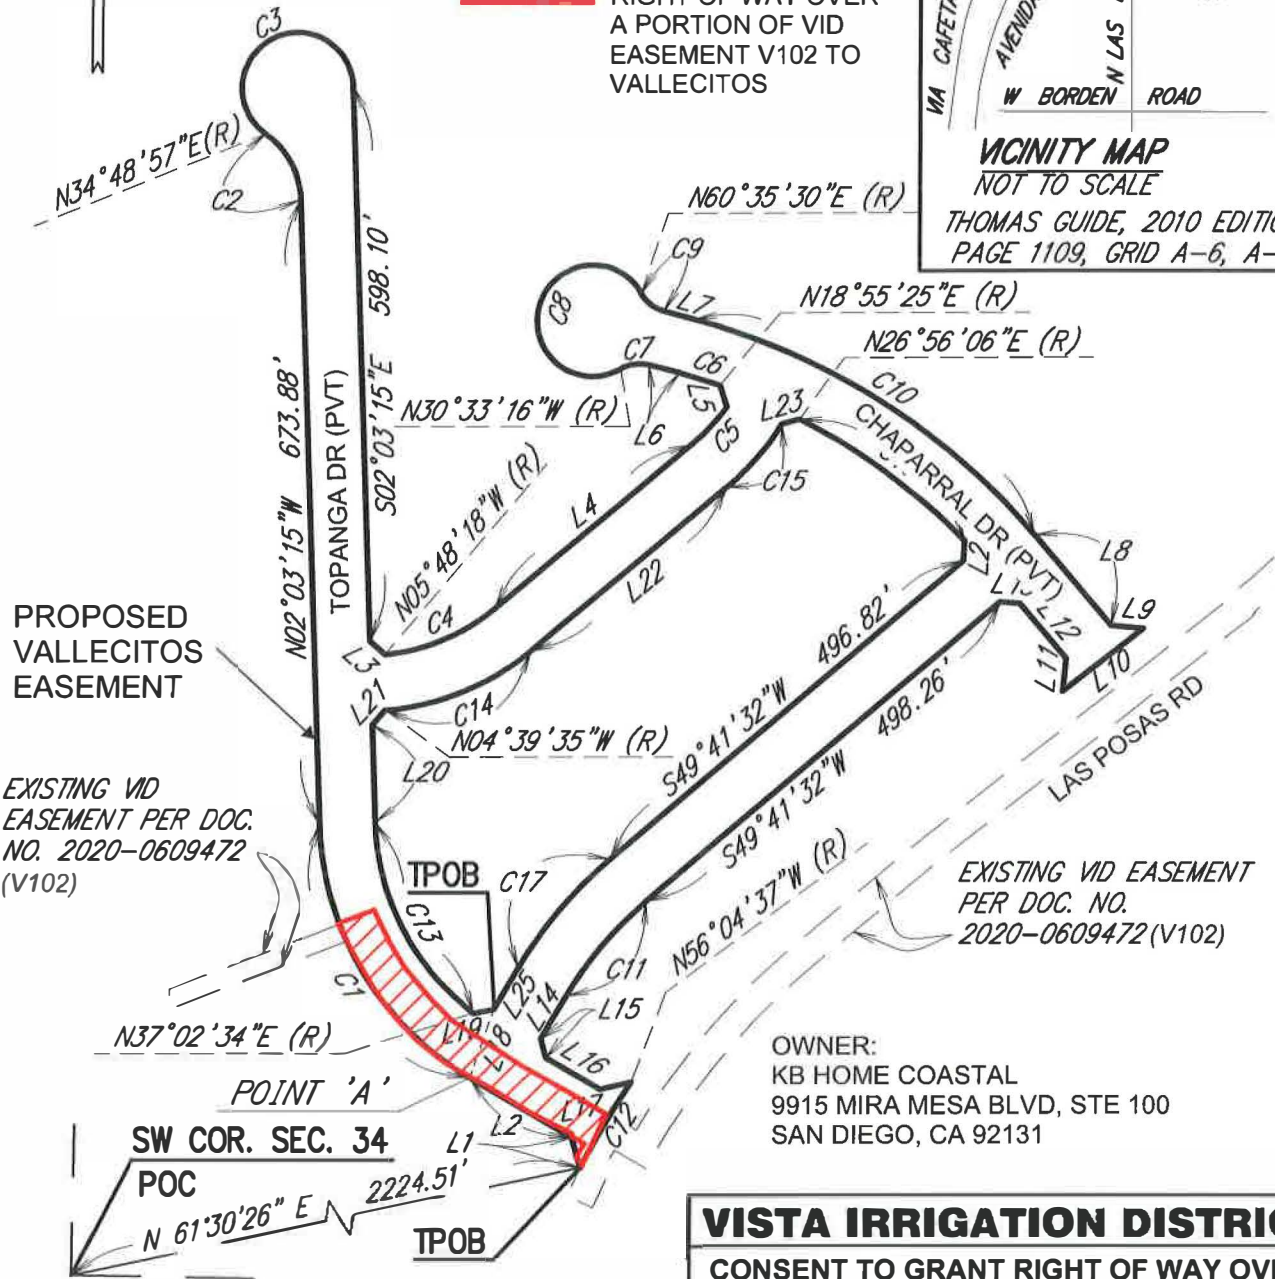 RIGHT OF WAY OVER
A PORTION OF VID
EASEMENT V102 TO
VALLECITOS
N LAS
W BORDEN ROAD
VICINITY MAP
NOT TO SCALE
THOMAS GUIDE, 2010
PAGE 1109, GRID A-6,
C3
N34°48'57"E(R)
C2
N60°35'30"E (R)
C9
C8
L7
N18°55'25"E (R)
N26°56'06"E (R)
C7
C6
L5
C10
N30°33'16"W (R)
L6
C5
L23
CHAPARRAL DR (PVT)
C15
673.88'
N02°03'15"W
TOPANGA DR (PVT)
598.10'
S02°03'15"E
N05°48'18"W (R)
L4
L22
C4
L3
L21
C14
N04°39'35"W (R)
L20
L8
L9
L12
L11
L10
496.82'
S49°41'32"W
498.26'
S49°41'32"W
LAS POSAS RD
PROPOSED
VALLECITOS
EASEMENT
EXISTING VID
EASEMENT PER DOC.
NO. 2020-0609472
(V102)
TPOB
C17
C13
C1
N56°04'37"W (R)
EXISTING VID EASEMENT
PER DOC. NO.
2020-0609472 (V102)
C11
L25
L14
L15
L19
L16
L17
C12
N37°02'34"E (R)
POINT 'A'
L2
L1
SW COR. SEC. 34
POC
N 61°30'26" E 2224.51'
TPOB
OWNER:
KB HOME COASTAL
9915 MIRA MESA BLVD, STE 100
SAN DIEGO, CA 92131
VISTA IRRIGATION
CONSENT TO GRANT RIGHT OF WAY